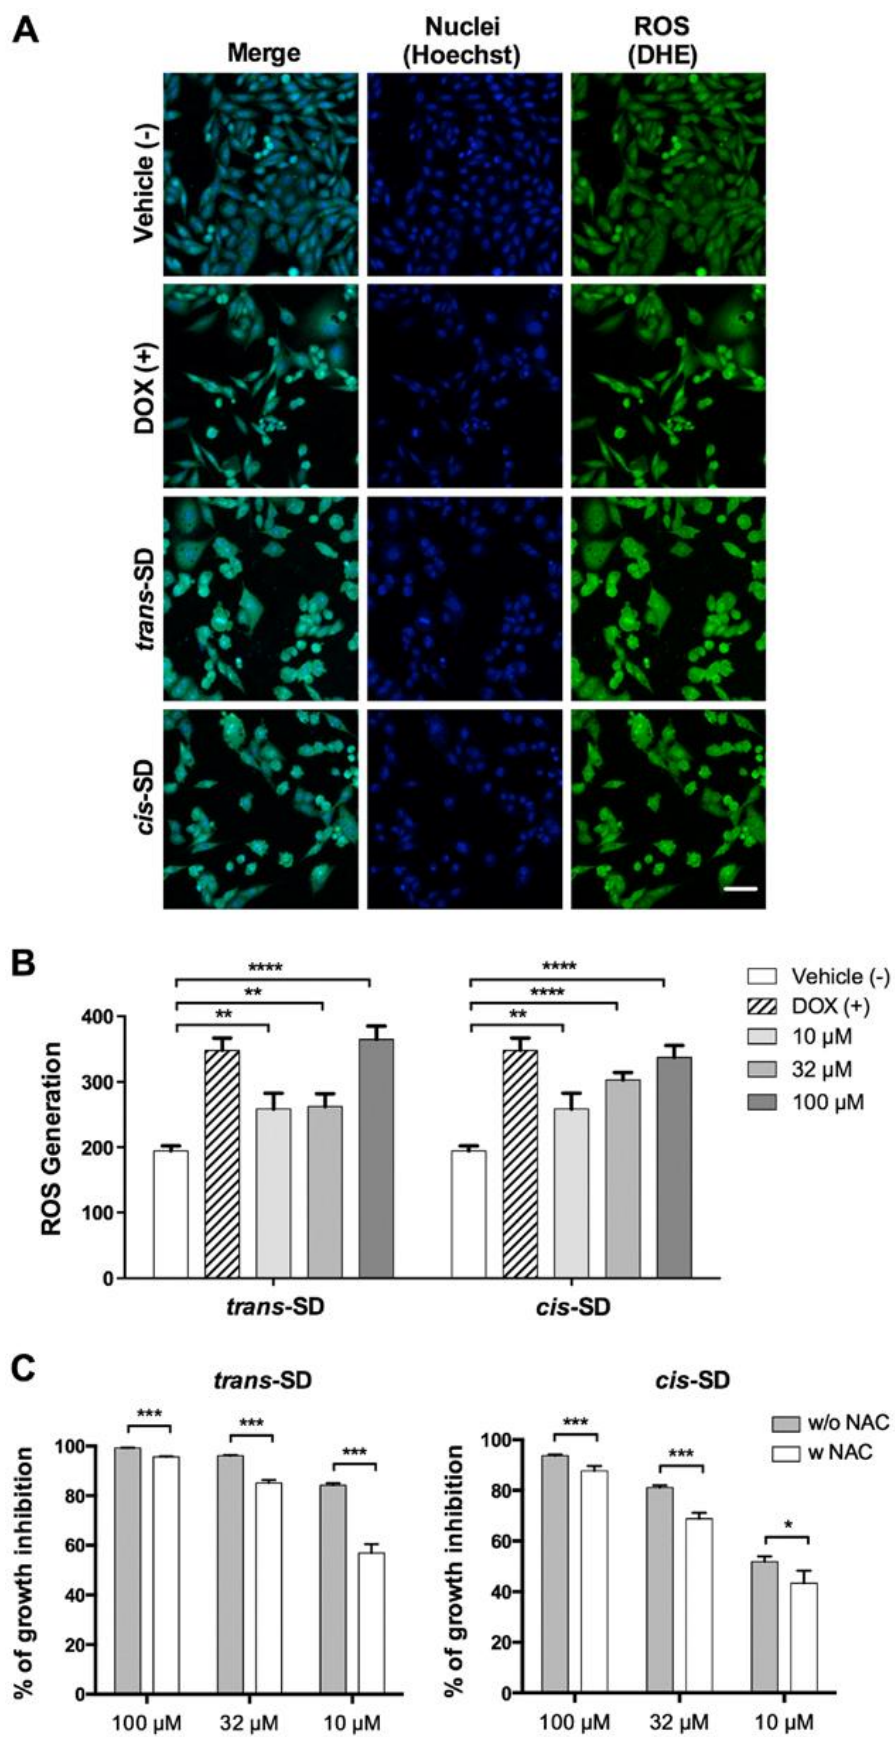 A
Merge
Nuclei
(Hoechst)
ROS
(DHE)
Vehicle (-)
DOX (+)
trans-SD
cis-SD
B
ROS Generation
400
300
200
100
0
****
**
**
****
****
**
trans-SD
cis-SD
Vehicle (-)
DOX (+)
10 µM
32 µM
100 µM
C
trans-SD
% of growth inhibition
100
80
60
40
20
0
***
***
***
100 µM
32 µM
10 µM
cis-SD
% of growth inhibition
100
80
60
40
20
0
***
***
*
100 µM
32 µM
10 µM
w/o NAC
w NAC